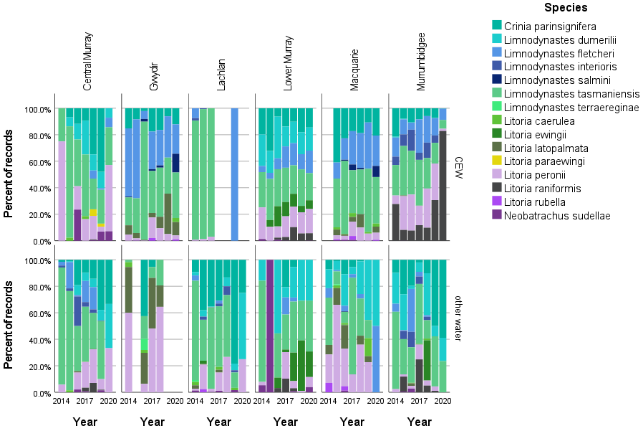 Species
Crinia parinsignifera
Limnodynastes dumerilii
Limnodynastes fletcheri
Limnodynastes interioris
Limnodynastes salmini
Limnodynastes tasmaniensis
Limnodynastes terraereginae
Litoria caerulea
Litoria ewingii
Litoria latopalmata
Litoria paraewingi
Litoria peronii
Litoria raniformis
Litoria rubella
Neobatrachus sudellae
Central Murray
Gwydir
Lachlan
Lower Murray
Macquarie
Murrumbidgee
Percent of records
100.0%
80.0%
60.0%
40.0%
20.0%
0.0%
CEW
Percent of records
100.0%
80.0%
60.0%
40.0%
20.0%
0.0%
other water
2014 2017 2020 2014 2017 2020 2014 2017 2020 2014 2017 2020 2014 2017 2020 2014 2017 2020
Year Year Year Year Year Year